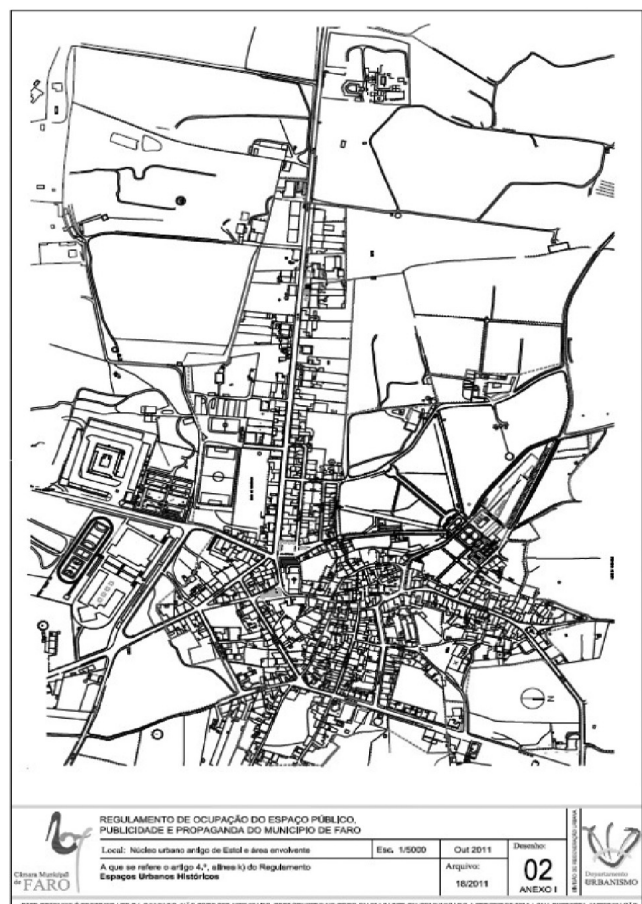 N
REGULAMENTO DE OCUPAÇÃO DO ESPAÇO PÚBLICO,
PUBLICIDADE E PROPAGANDA DO MUNICIPIO DE FARO
Local: Núcleo urbano antigo de Estoi e área envolvente
Esc. 1/5000
Out 2011
Desenho:
02
ANEXO I
A que se refere o artigo 4.º, alínea k) do Regulamento
Espaços Urbanos Históricos
Arquivo:
16/2011
Câmara Municipal
de FARO
Departamento
URBANISMO